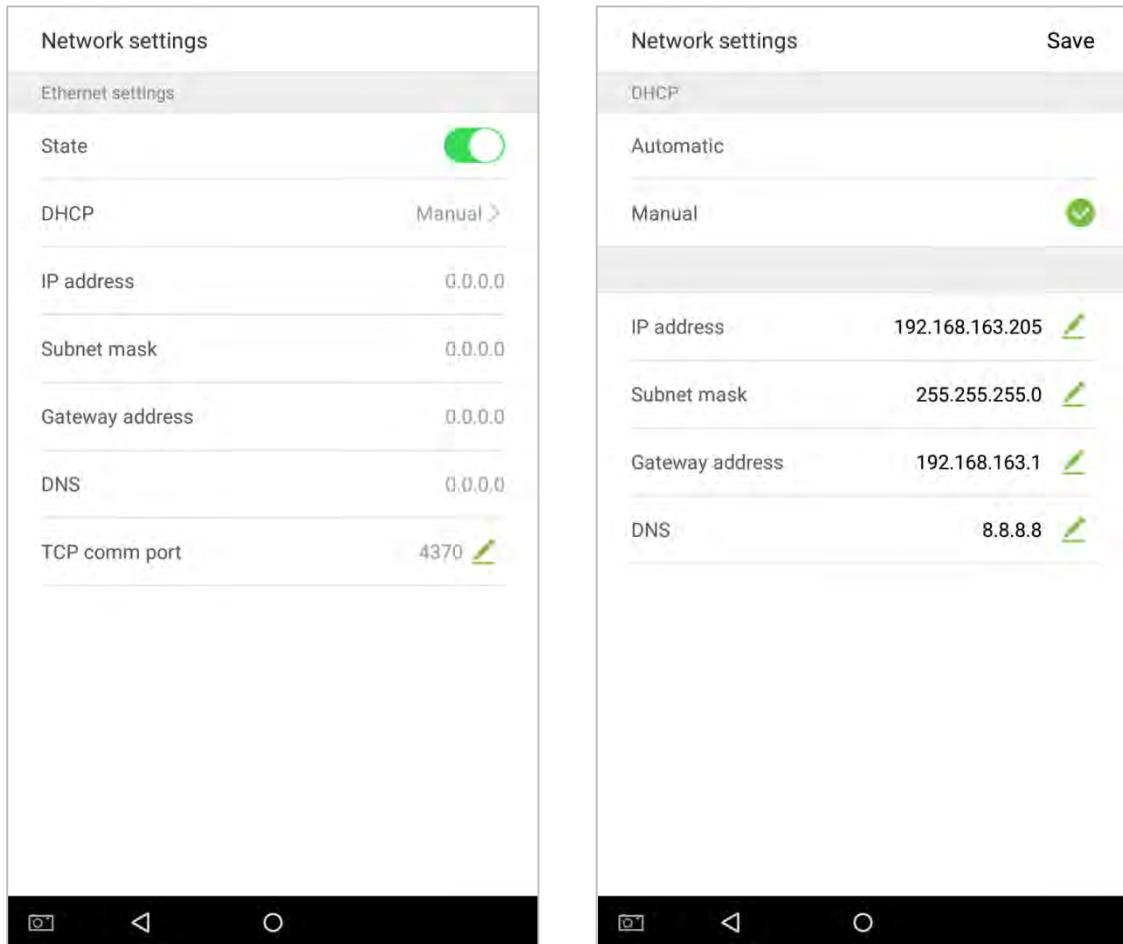 Network settings
Ethernet settings
State
DHCP Manual >
IP address 0.0.0.0
Subnet mask 0.0.0.0
Gateway address 0.0.0.0
DNS 0.0.0.0
TCP comm port 4370
Network settings Save
DHCP
Automatic
Manual
IP address 192.168.163.205
Subnet mask 255.255.255.0
Gateway address 192.168.163.1
DNS 8.8.8.8